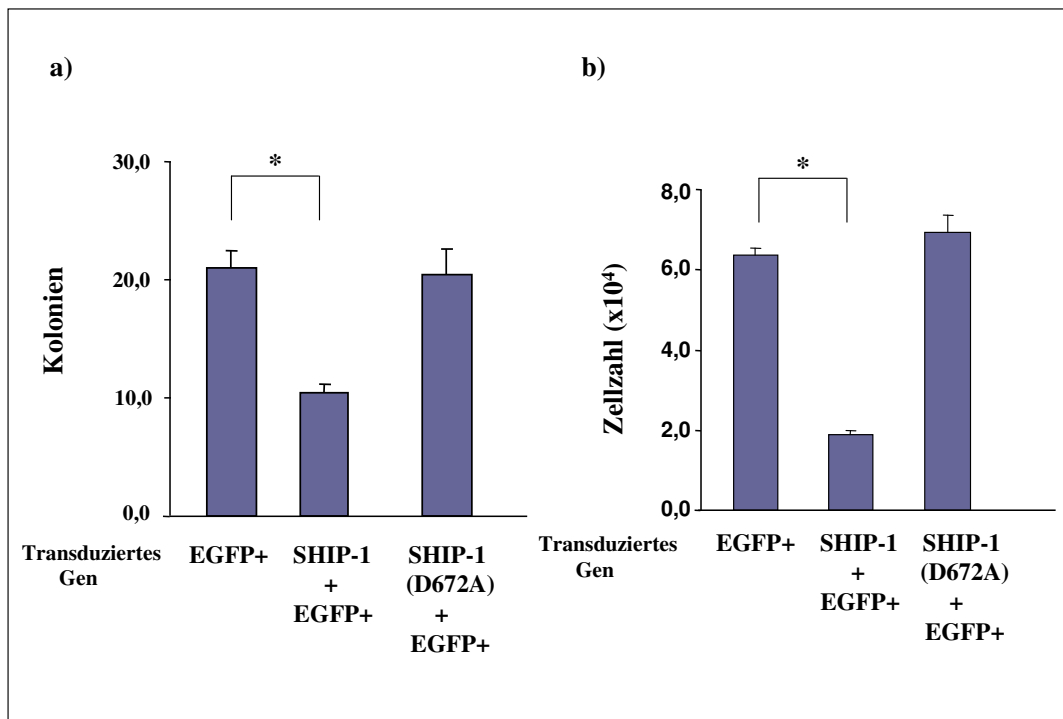 a)
*
30,0
20,0
10,0
0,0
Kolonien
Transduziertes
Gen
EGFP+
SHIP-1
+
EGFP+
SHIP-1
(D672A)
+
EGFP+
b)
*
8,0
6,0
4,0
2,0
0,0
Zellzahl (x10⁴)
Transduziertes
Gen
EGFP+
SHIP-1
+
EGFP+
SHIP-1
(D672A)
+
EGFP+